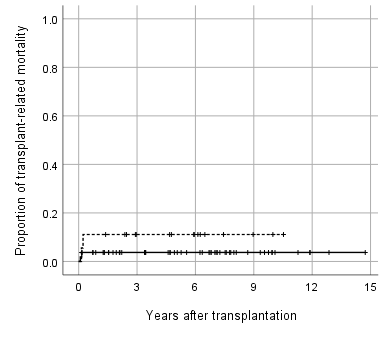 Proportion of transplant-related mortality
1.0
0.8
0.6
0.4
0.2
0.0
0 3 6 9 12 15
Years after transplantation